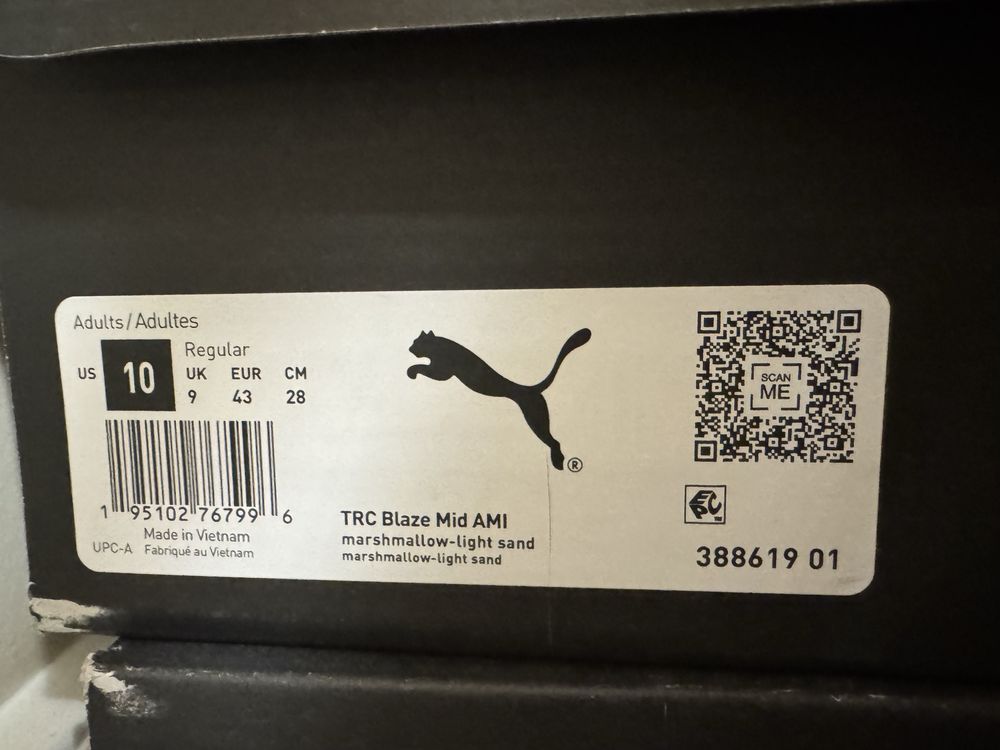 Adults/Adultes
US 10 Regular
UK EUR CM
9 43 28
SCAN
ME
®
1 95102 76799 6
Made in Vietnam
UPC-A Fabriqué au Vietnam
TRC Blaze Mid AMI
marshmallow-light sand
marshmallow-light sand
EPC
388619 01